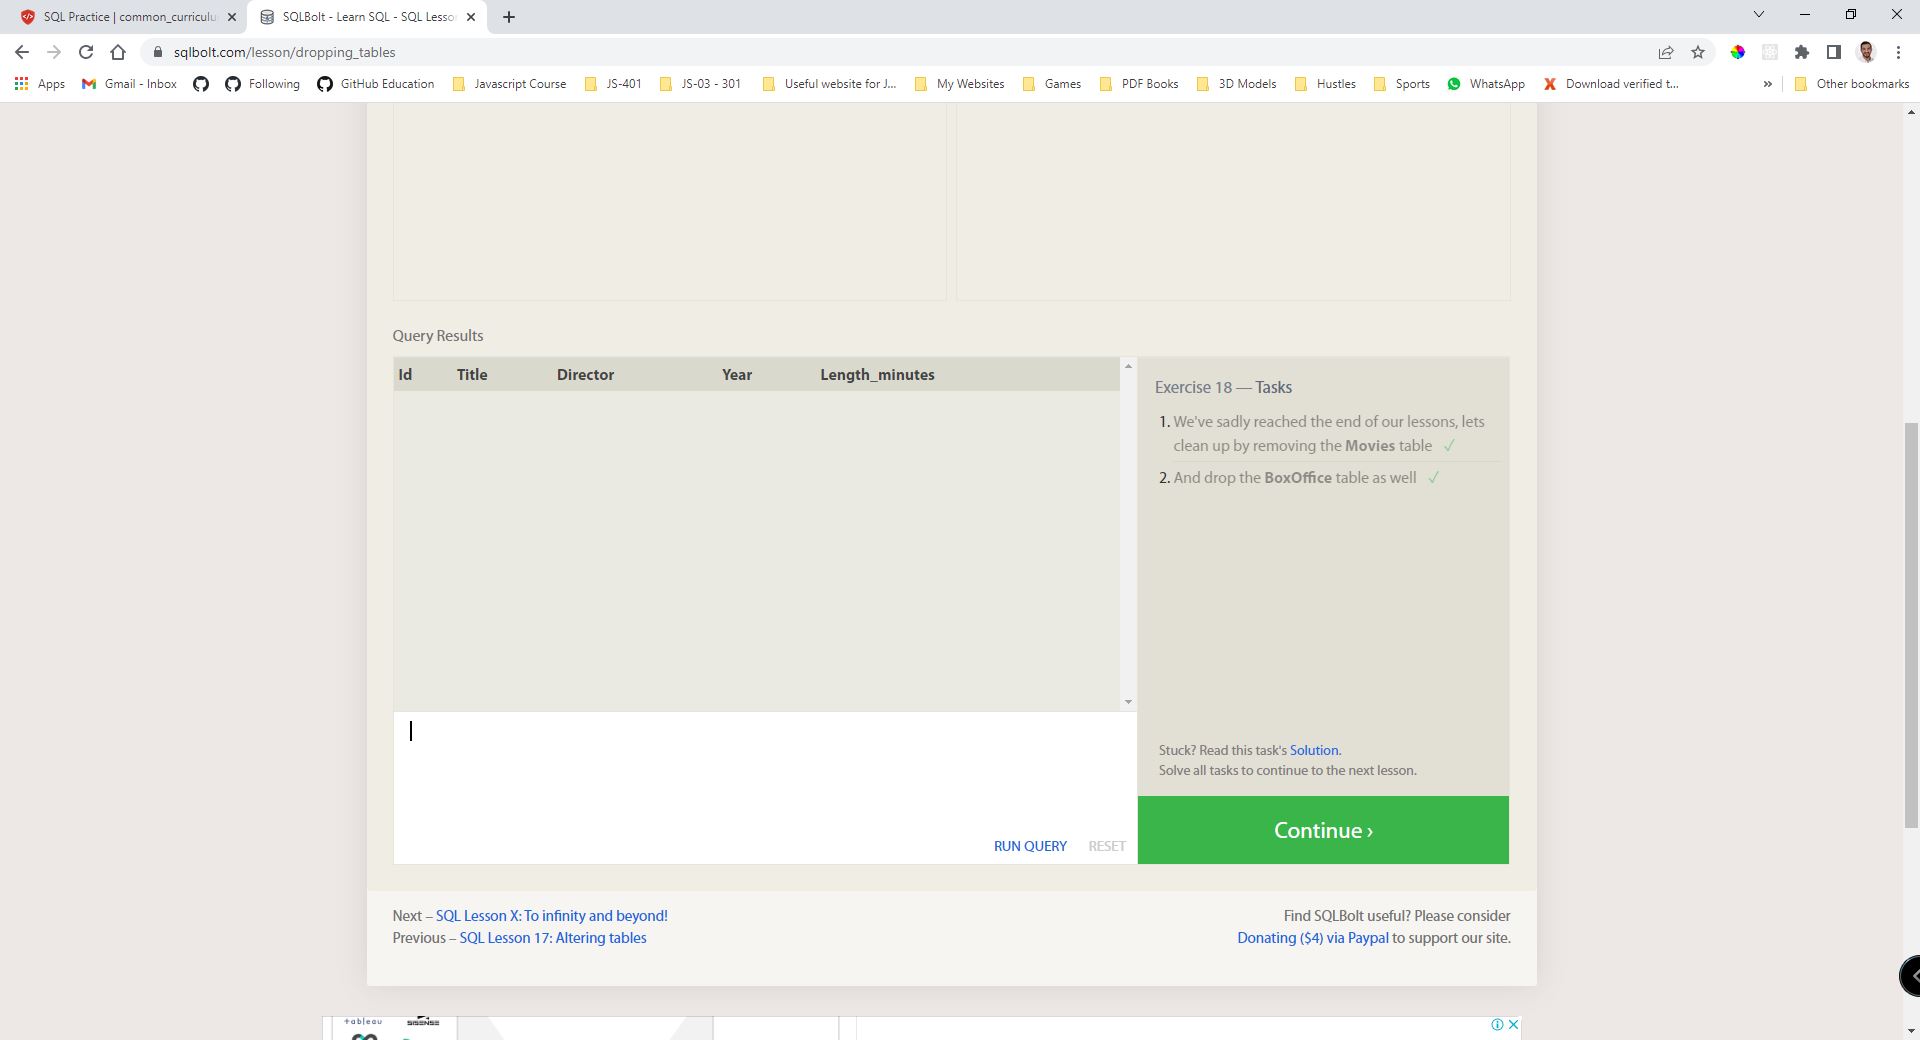 SQL Practice | common_curriculu
SQLBolt - Learn SQL - SQL Lesso
sqlbolt.com/lesson/dropping_tables
Apps
Gmail - Inbox
Following
GitHub Education
Javascript Course
JS-401
JS-03 - 301
Useful website for J...
My Websites
Games
PDF Books
3D Models
Hustles
Sports
WhatsApp
Download verified t...
»
Other bookmarks
Query Results
Id Title Director Year Length_minutes
Exercise 18 — Tasks
1. We've sadly reached the end of our lessons, lets
clean up by removing the Movies table ✓
2. And drop the BoxOffice table as well ✓
Stuck? Read this task's Solution.
Solve all tasks to continue to the next lesson.
RUN QUERY RESET
Continue ›
Next – SQL Lesson X: To infinity and beyond!
Previous – SQL Lesson 17: Altering tables
Find SQLBolt useful? Please consider
Donating ($4) via Paypal to support our site.
+ableau
SISENSE